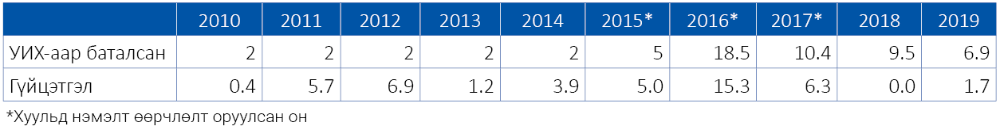 2010 2011 2012 2013 2014 2015* 2016* 2017* 2018 2019
УИХ-аар баталсан 2 2 2 2 2 5 18.5 10.4 9.5 6.9
Гүйцэтгэл 0.4 5.7 6.9 1.2 3.9 5.0 15.3 6.3 0.0 1.7
*Хуульд нэмэлт өөрчлөлт оруулсан он